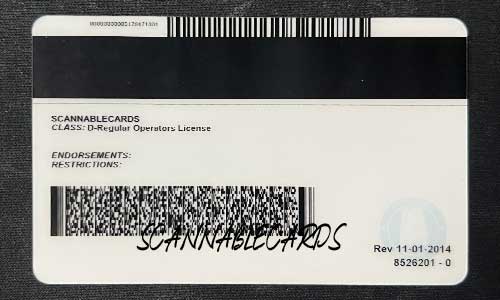 SCANNABLECARDS
CLASS: D-Regular Operators License
ENDORSEMENTS:
RESTRICTIONS:
SCANNABLECARDS
Rev 11-01-2014
8526201 - 0